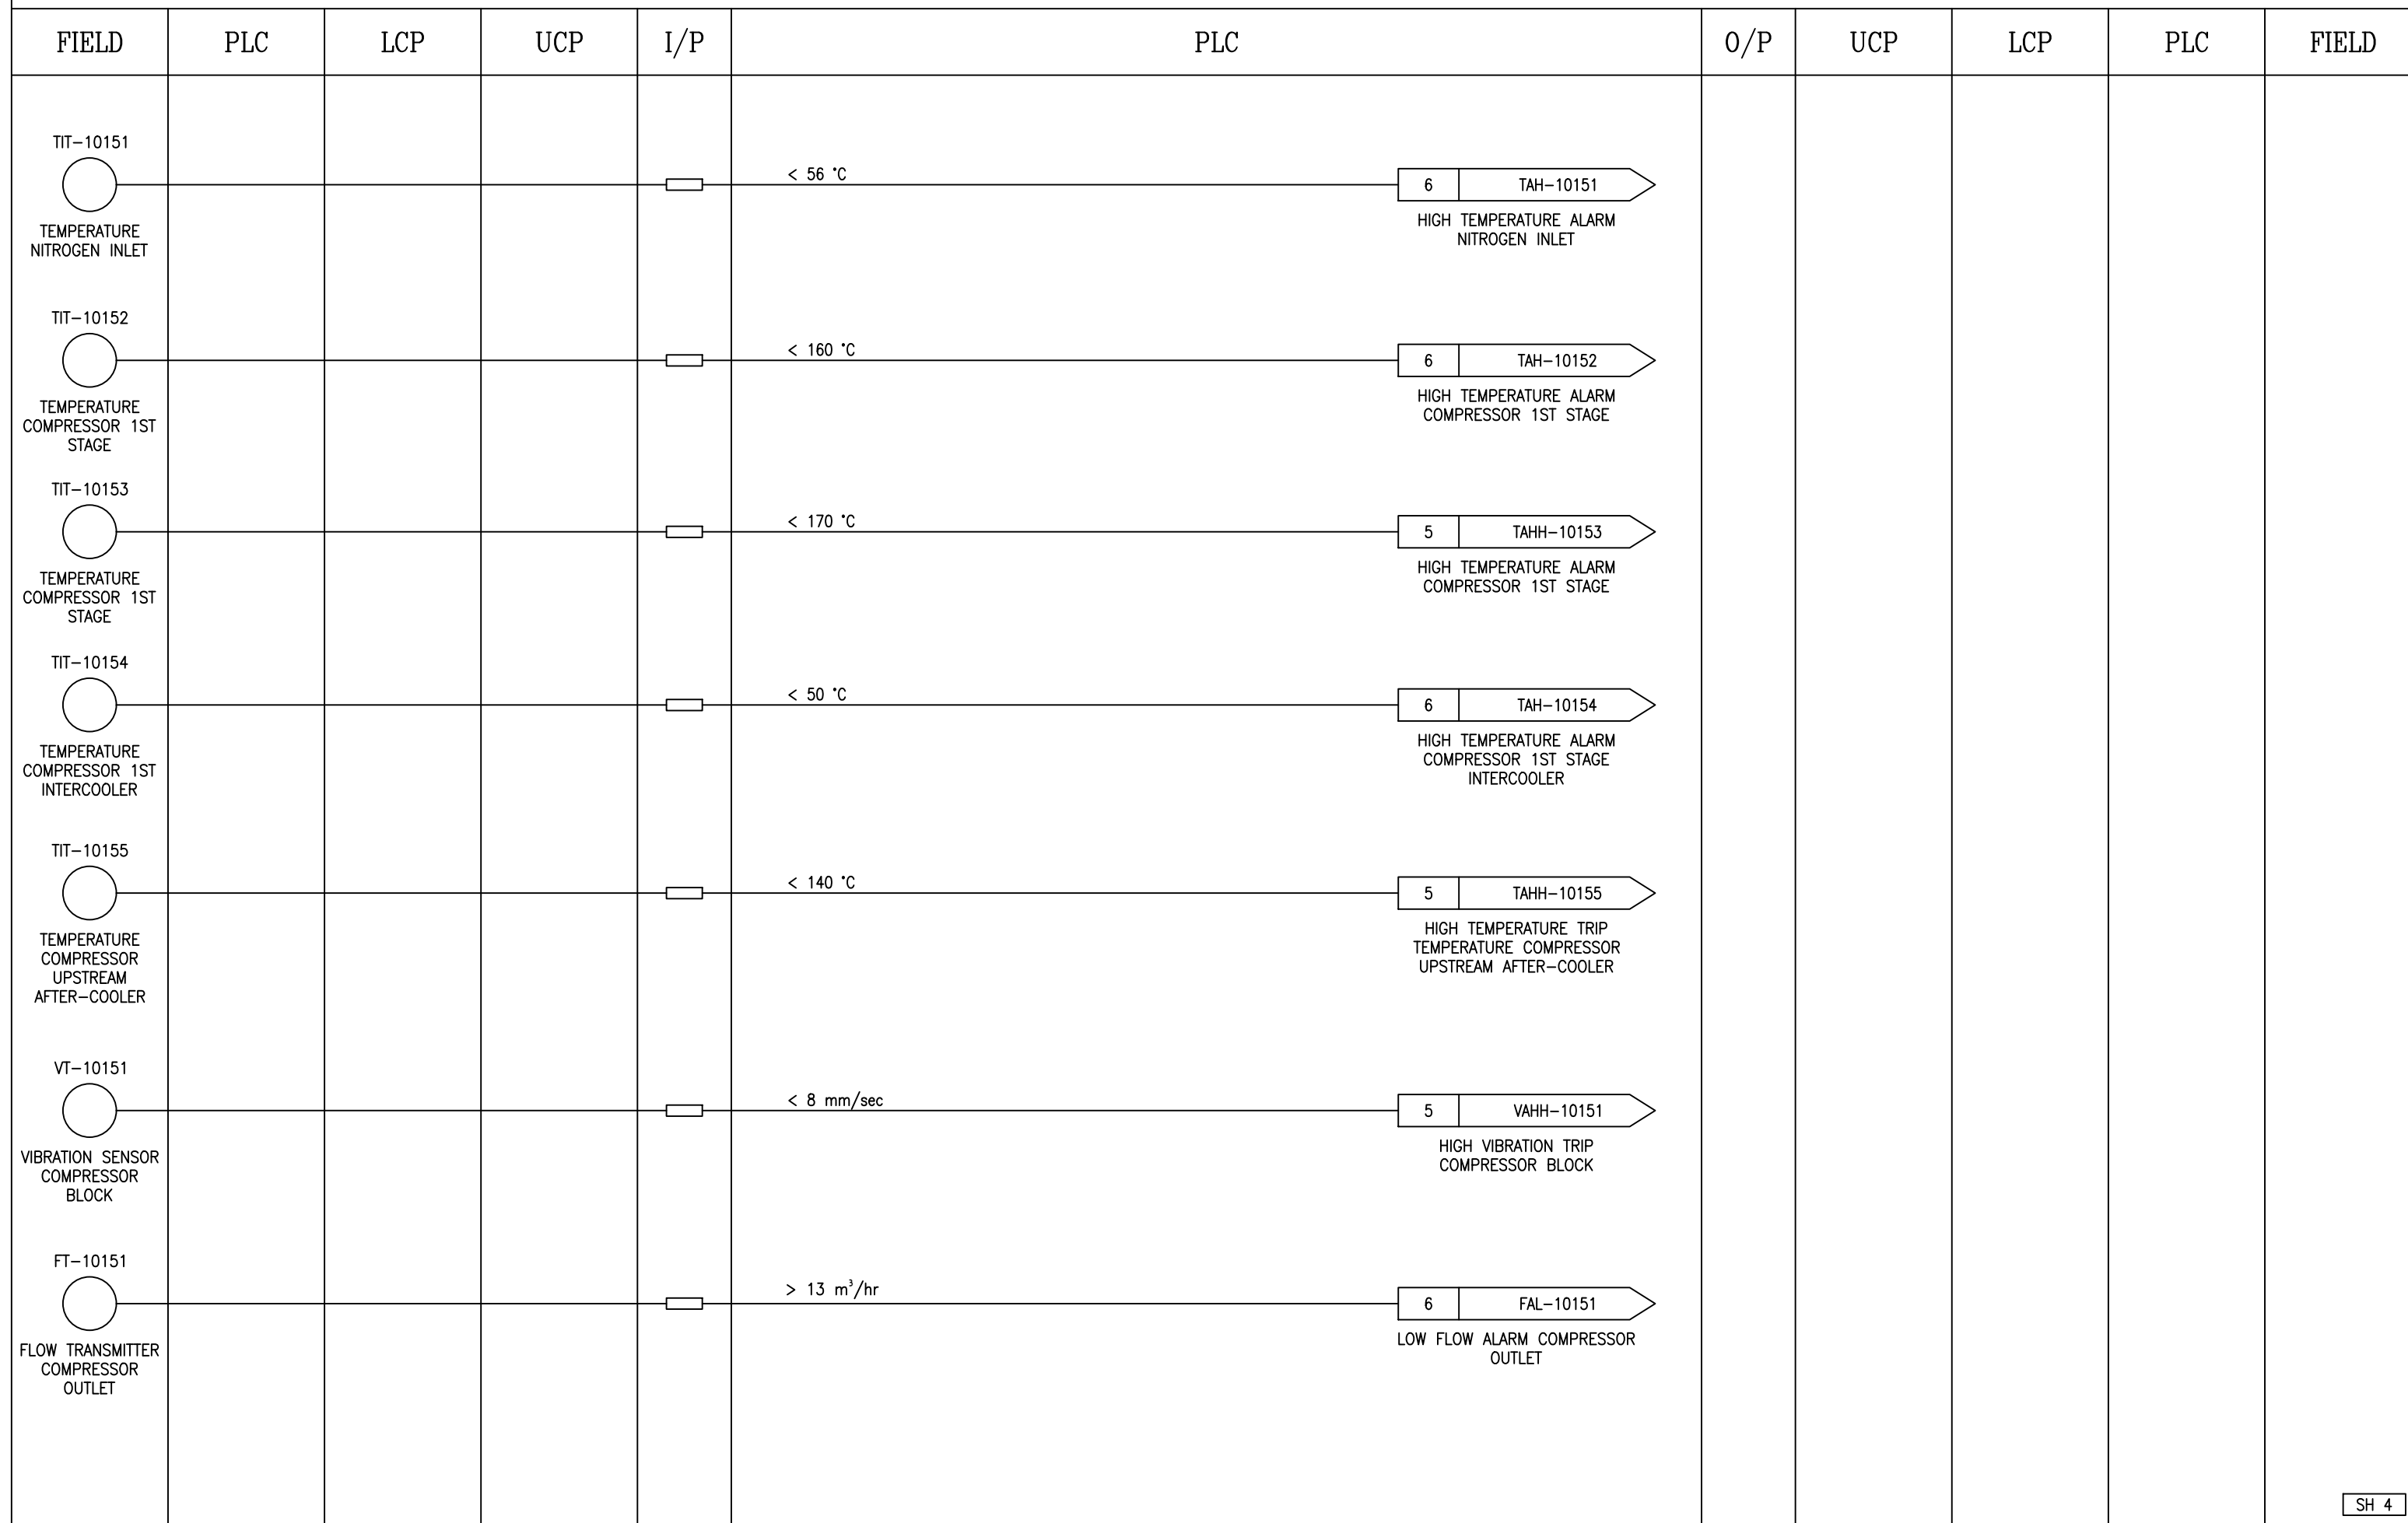 FIELD PLC LCP UCP I/P PLC O/P UCP LCP PLC FIELD
TIT-10151
< 56 °C
6 TAH-10151
TEMPERATURE
NITROGEN INLET
HIGH TEMPERATURE ALARM
NITROGEN INLET
TIT-10152
< 160 °C
6 TAH-10152
TEMPERATURE
COMPRESSOR 1ST
STAGE
HIGH TEMPERATURE ALARM
COMPRESSOR 1ST STAGE
TIT-10153
< 170 °C
5 TAHH-10153
TEMPERATURE
COMPRESSOR 1ST
STAGE
HIGH TEMPERATURE ALARM
COMPRESSOR 1ST STAGE
TIT-10154
< 50 °C
6 TAH-10154
TEMPERATURE
COMPRESSOR 1ST
INTERCOOLER
HIGH TEMPERATURE ALARM
COMPRESSOR 1ST STAGE
INTERCOOLER
TIT-10155
< 140 °C
5 TAHH-10155
TEMPERATURE
COMPRESSOR
UPSTREAM
AFTER-COOLER
HIGH TEMPERATURE TRIP
TEMPERATURE COMPRESSOR
UPSTREAM AFTER-COOLER
VT-10151
< 8 mm/sec
5 VAHH-10151
VIBRATION SENSOR
COMPRESSOR
BLOCK
HIGH VIBRATION TRIP
COMPRESSOR BLOCK
FT-10151
> 13 m³/hr
6 FAL-10151
FLOW TRANSMITTER
COMPRESSOR
OUTLET
LOW FLOW ALARM COMPRESSOR
OUTLET
SH 4